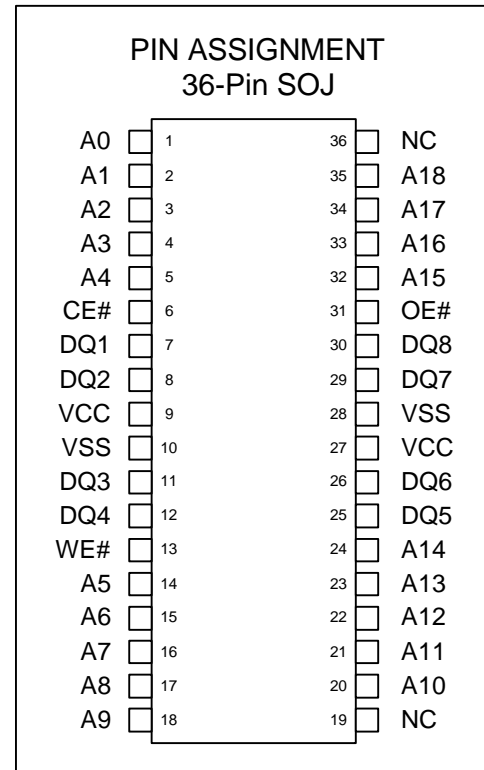 PIN ASSIGNMENT
36-Pin SOJ
A0 1 36 NC
A1 2 35 A18
A2 3 34 A17
A3 4 33 A16
A4 5 32 A15
CE# 6 31 OE#
DQ1 7 30 DQ8
DQ2 8 29 DQ7
VCC 9 28 VSS
VSS 10 27 VCC
DQ3 11 26 DQ6
DQ4 12 25 DQ5
WE# 13 24 A14
A5 14 23 A13
A6 15 22 A12
A7 16 21 A11
A8 17 20 A10
A9 18 19 NC